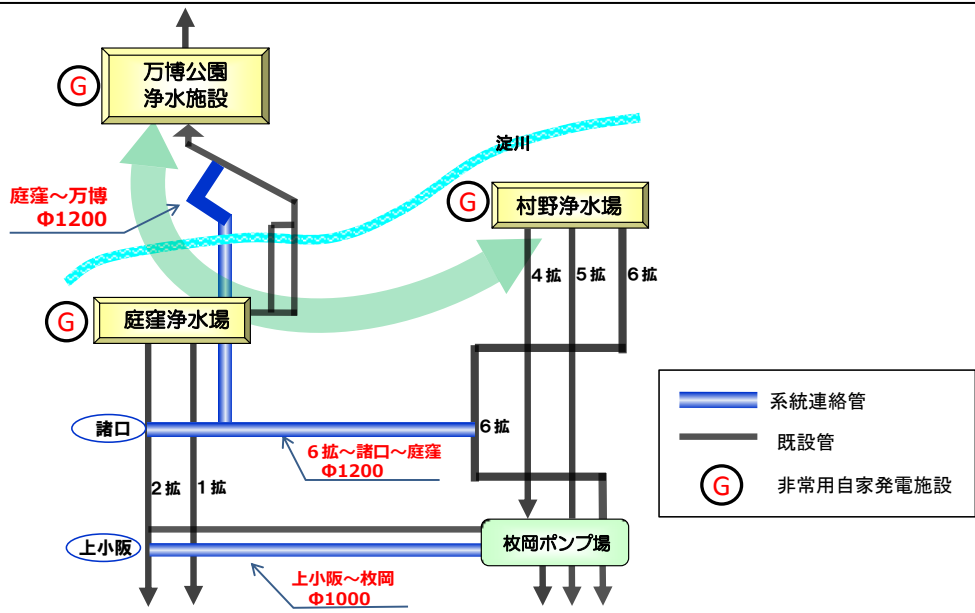 万博公園
浄水施設
G
淀川
庭窪~万博
Φ1200
G
村野浄水場
4拡
5拡
6拡
G
庭窪浄水場
系統連絡管
既設管
G
非常用自家発電施設
諸口
6拡
6拡~諸口~庭窪
Φ1200
2拡
1拡
上小阪
枚岡ポンプ場
上小阪~枚岡
Φ1000